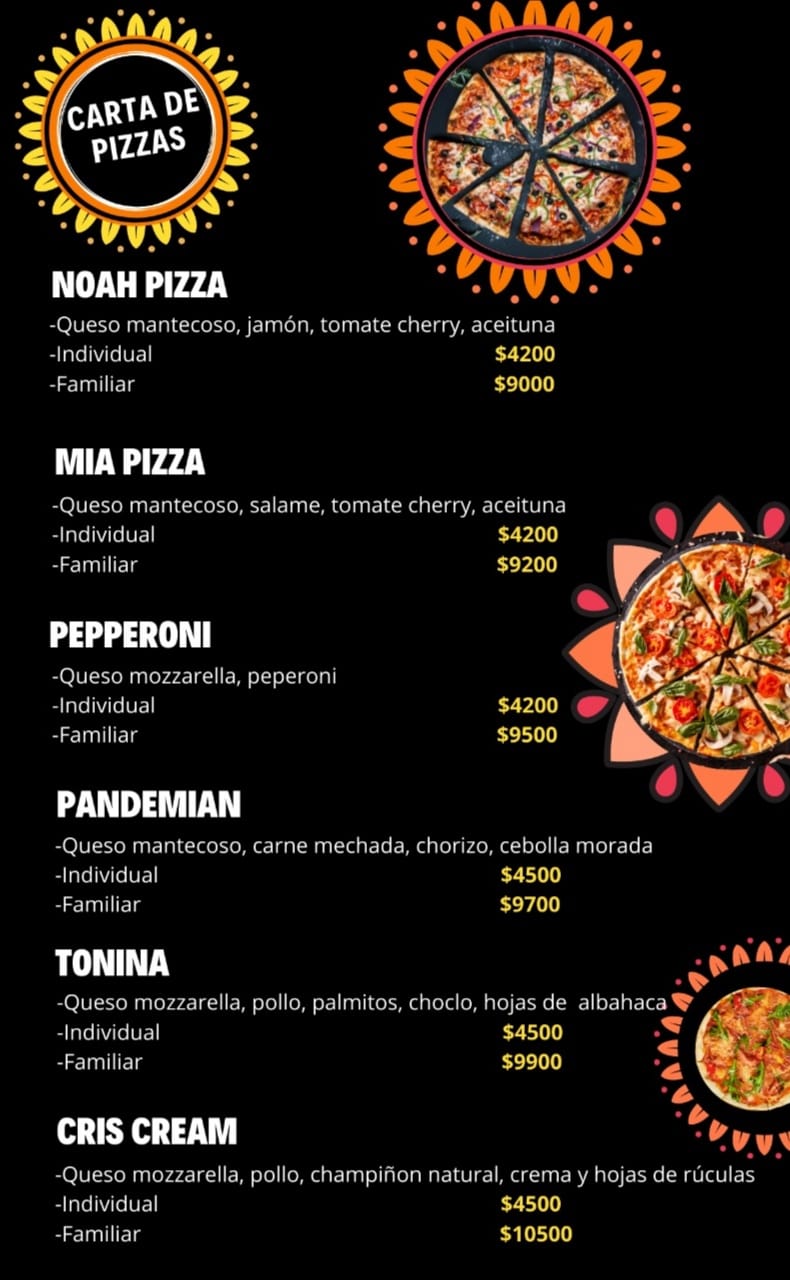 CARTA DE
PIZZAS
NOAH PIZZA
-Queso mantecoso, jamón, tomate cherry, aceituna
-Individual $4200
-Familiar $9000
MIA PIZZA
-Queso mantecoso, salame, tomate cherry, aceituna
-Individual $4200
-Familiar $9200
PEPPERONI
-Queso mozzarella, peperoni
-Individual $4200
-Familiar $9500
PANDEMIAN
-Queso mantecoso, carne mechada, chorizo, cebolla morada
-Individual $4500
-Familiar $9700
TONINA
-Queso mozzarella, pollo, palmitos, choclo, hojas de  albahaca
-Individual $4500
-Familiar $9900
CRIS CREAM
-Queso mozzarella, pollo, champiñon natural, crema y hojas de rúculas
-Individual $4500
-Familiar $10500